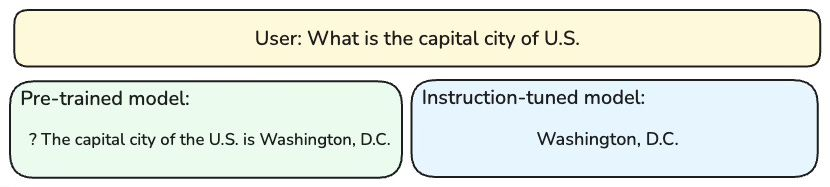 User: What is the capital city of U.S.
Pre-trained model:
? The capital city of the U.S. is Washington, D.C.
Instruction-tuned model:
Washington, D.C.